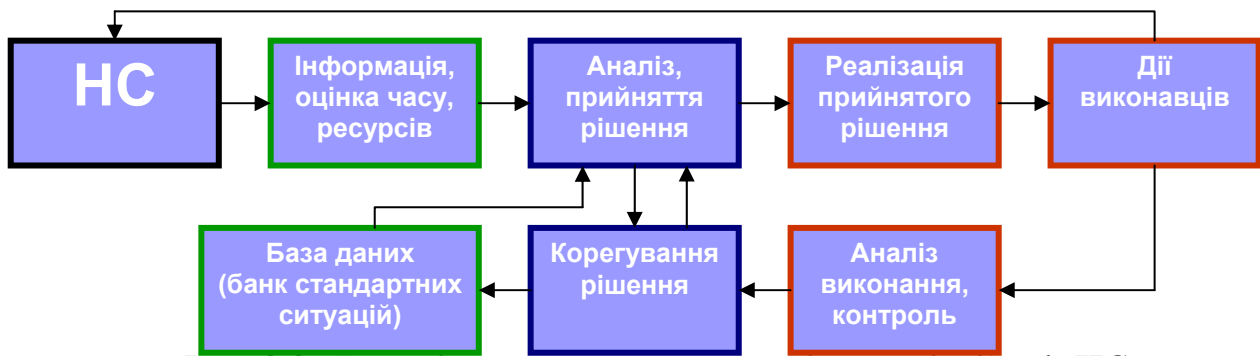 НС
Інформація,
оцінка часу,
ресурсів
Аналіз,
прийняття
рішення
Реалізація
прийнятого
рішення
Дії
виконавців
База даних
(банк стандартних
ситуацій)
Корегування
рішення
Аналіз
виконання,
контроль